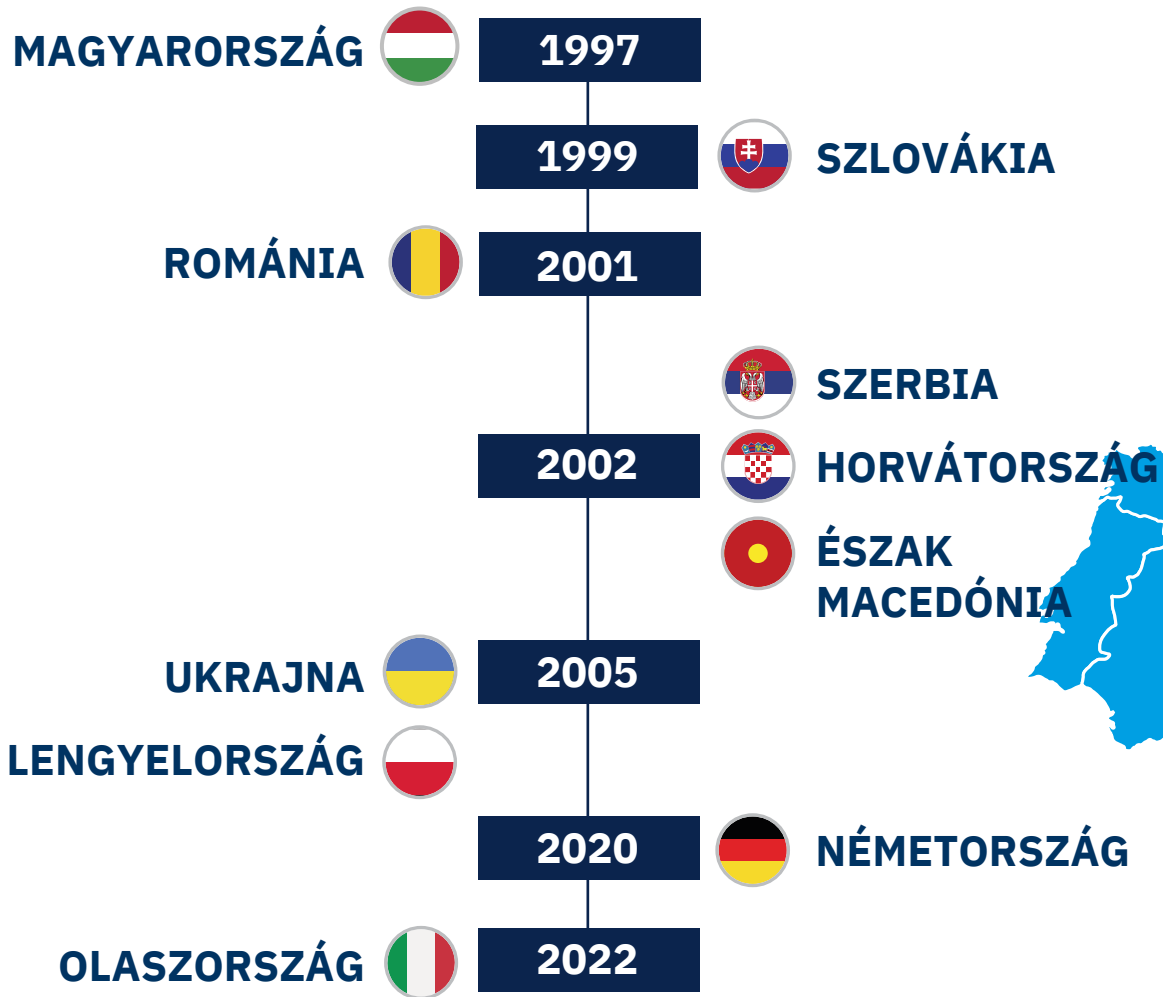 MAGYARORSZÁG
1997
1999
SZLOVÁKIA
ROMÁNIA
2001
SZERBIA
2002
HORVÁTORSZÁG
ÉSZAK
MACEDÓNIA
UKRAJNA
2005
LENGYELORSZÁG
2020
NÉMETORSZÁG
OLASZORSZÁG
2022